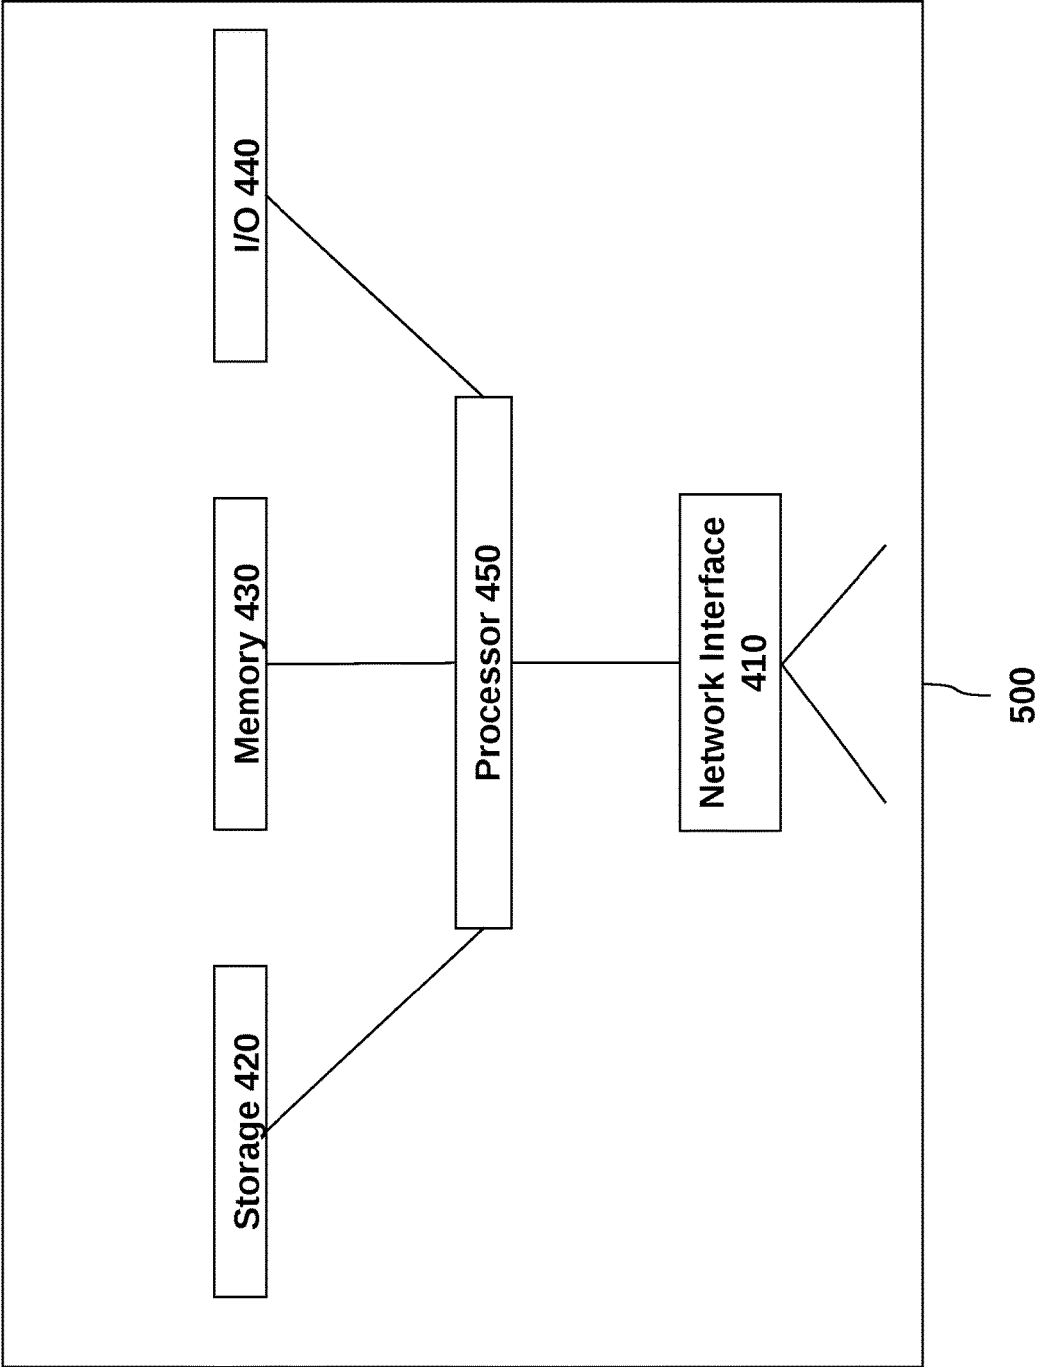 Storage 420
Memory 430
I/O 440
Processor 450
Network Interface
410
500